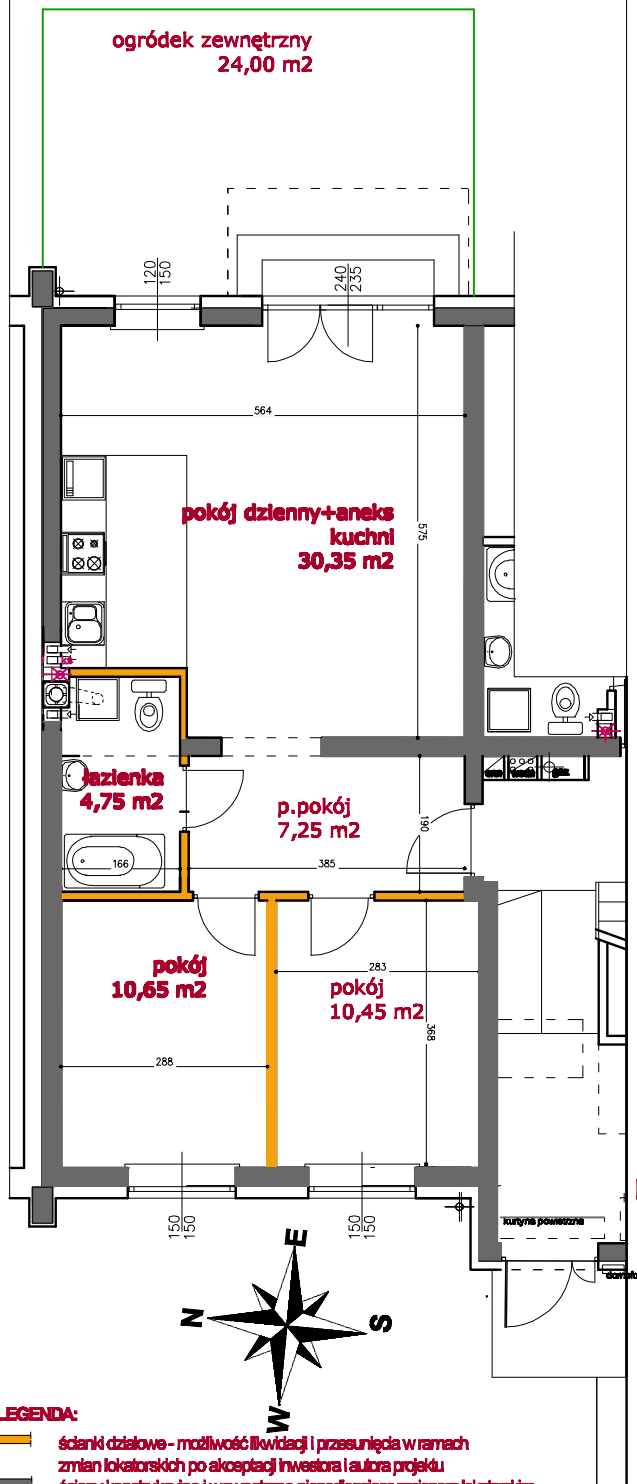 ogródek zewnętrzny
24,00 m2
120
150
240
235
564
pokój dzienny+aneks
kuchni
30,35 m2
575
ks
łazienka
4,75 m2
p.pokój
7,25 m2
woda
gaz
190
166
385
pokój
10,65 m2
283
pokój
10,45 m2
368
288
150
150
150
150
kurtyna powietrzna
E
N
S
W
LEGENDA:
ścianki działowe - możliwość likwidacji i przesunięcia w ramach
zmian lokatorskich po akceptacji inwestora i autora projektu